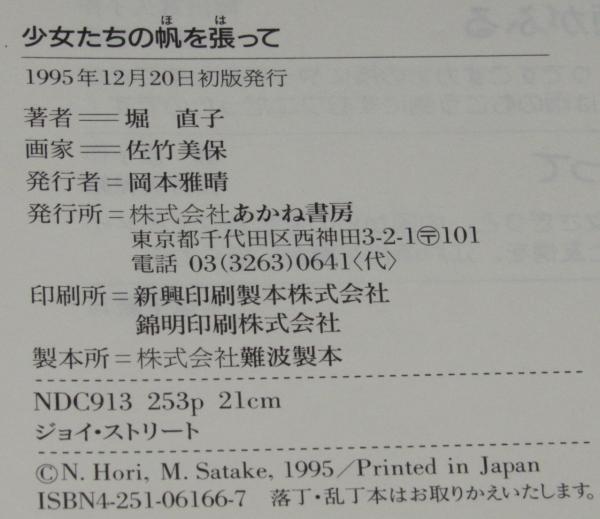 少女たちの帆を張って
1995年12月20日初版発行
著者＝堀　直子
画家＝佐竹美保
発行者＝岡本雅晴
発行所＝株式会社あかね書房
東京都千代田区西神田3-2-1〶101
電話 03(3263)0641〈代〉
印刷所＝新興印刷製本株式会社
錦明印刷株式会社
製本所＝株式会社難波製本
NDC913 253p 21cm
ジョイ・ストリート
©N. Hori, M. Satake, 1995／Printed in Japan
ISBN4-251-06166-7 落丁・乱丁本はお取りかえいたします。